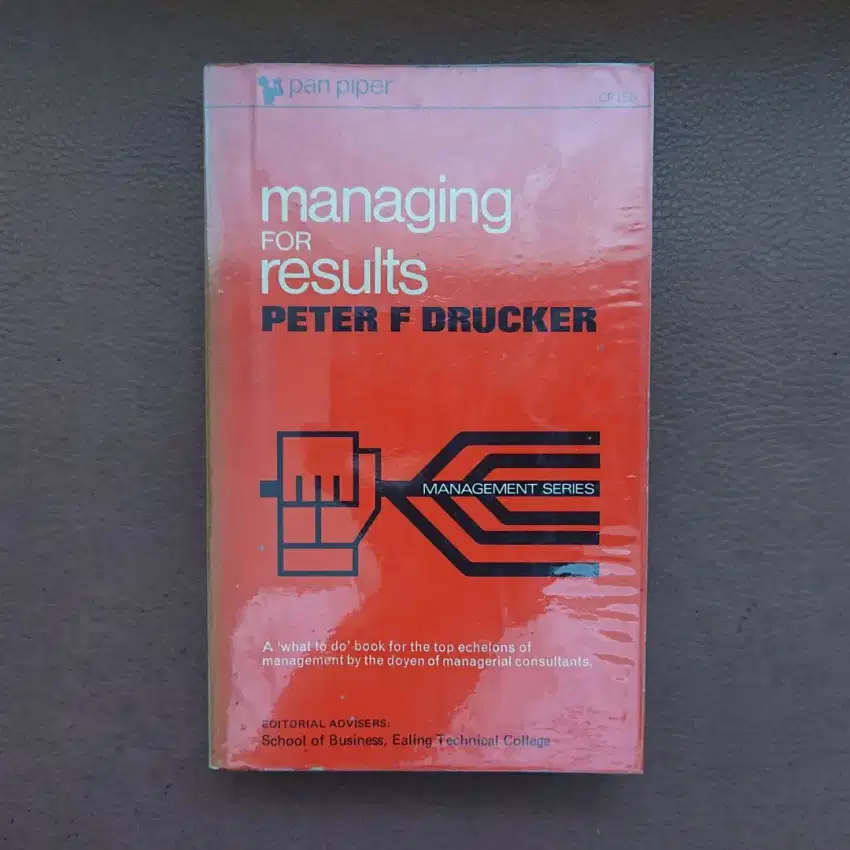 pan piper
managing
FOR
results
PETER F DRUCKER
MANAGEMENT SERIES
A 'what to do' book for the top echelons of
management by the doyen of managerial consultants.
EDITORIAL ADVISERS:
School of Business, Ealing Technical College